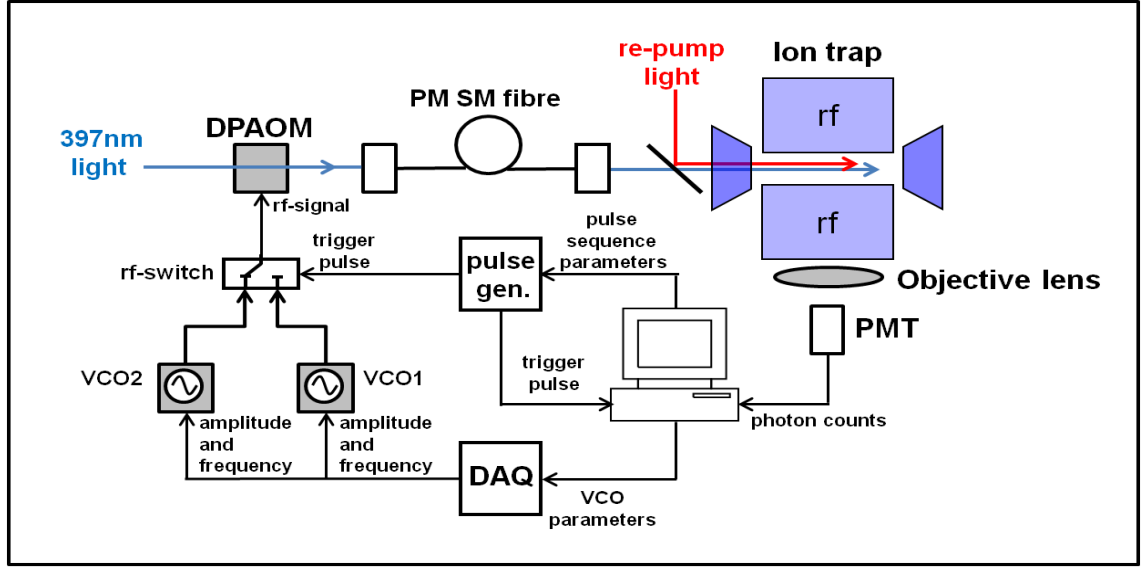 re-pump
light
Ion trap
PM SM fibre
DPAOM
397nm
light
rf
rf
rf-signal
trigger
pulse
pulse
sequence
parameters
rf-switch
pulse
gen.
Objective lens
PMT
VCO2
VCO1
trigger
pulse
amplitude
and
frequency
amplitude
and
frequency
photon counts
DAQ
VCO
parameters